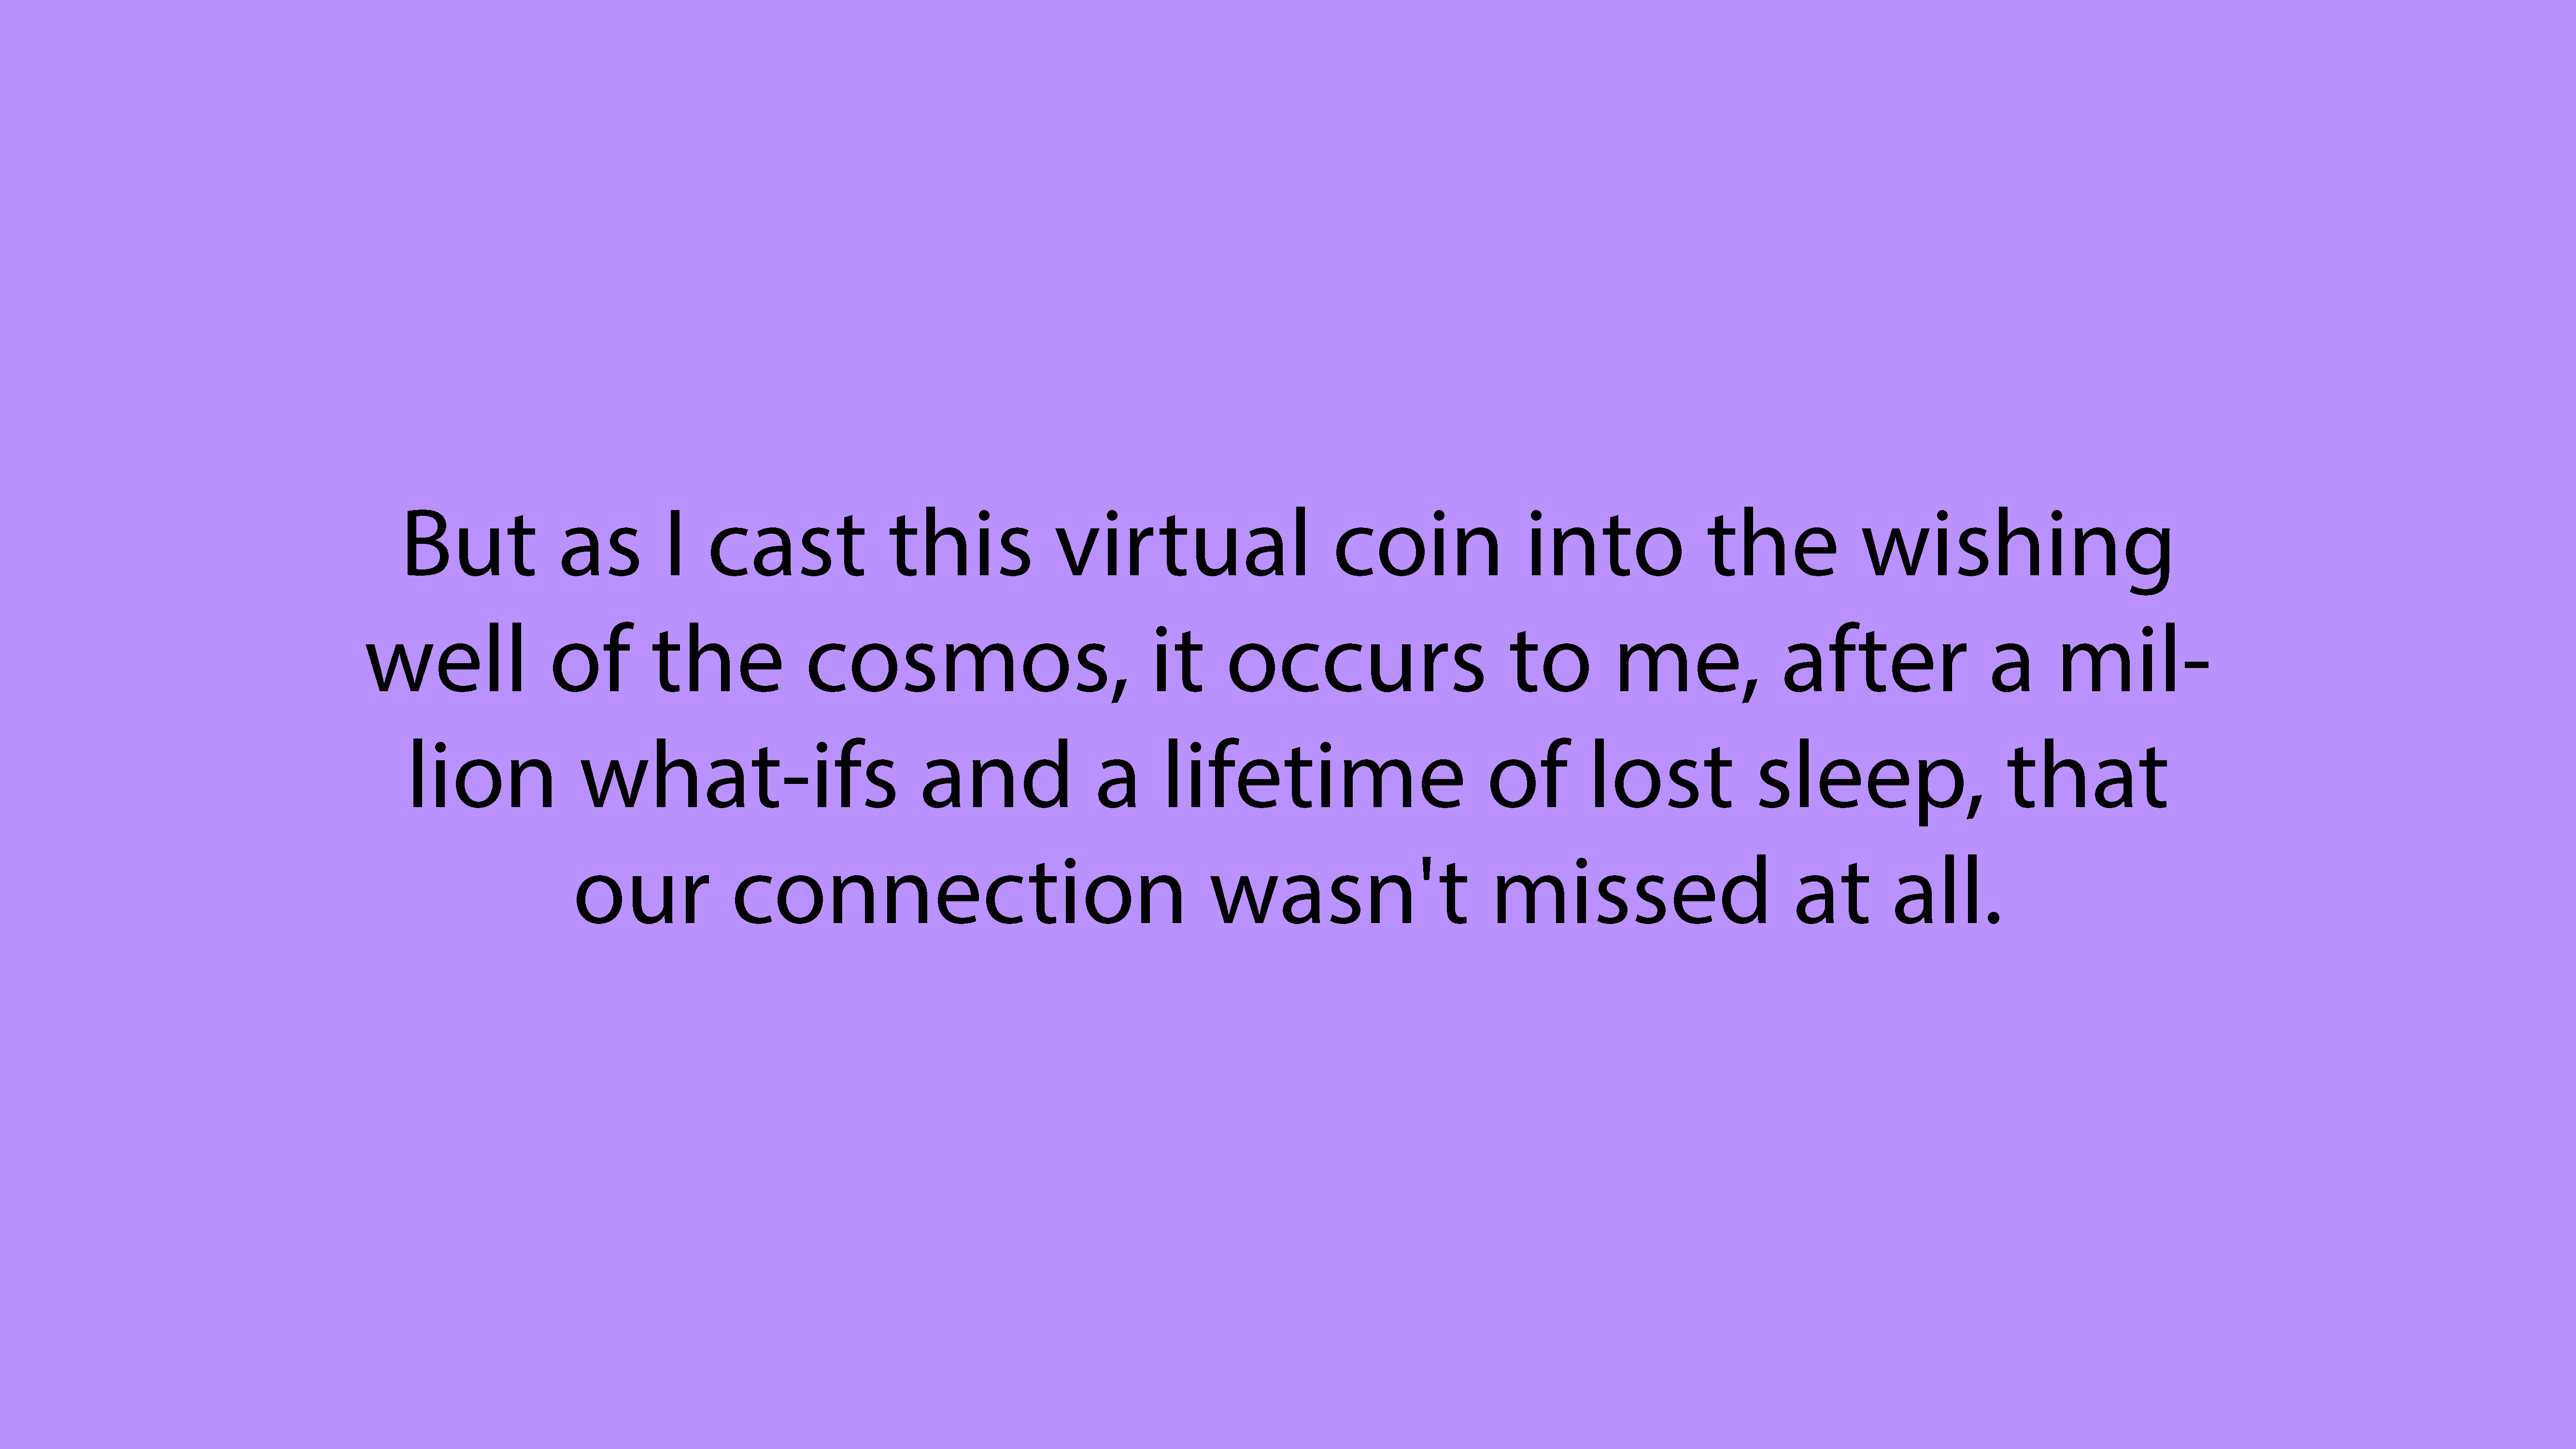 But as I cast this virtual coin into the wishing
well of the cosmos, it occurs to me, after a mil-
lion what-ifs and a lifetime of lost sleep, that
our connection wasn't missed at all.